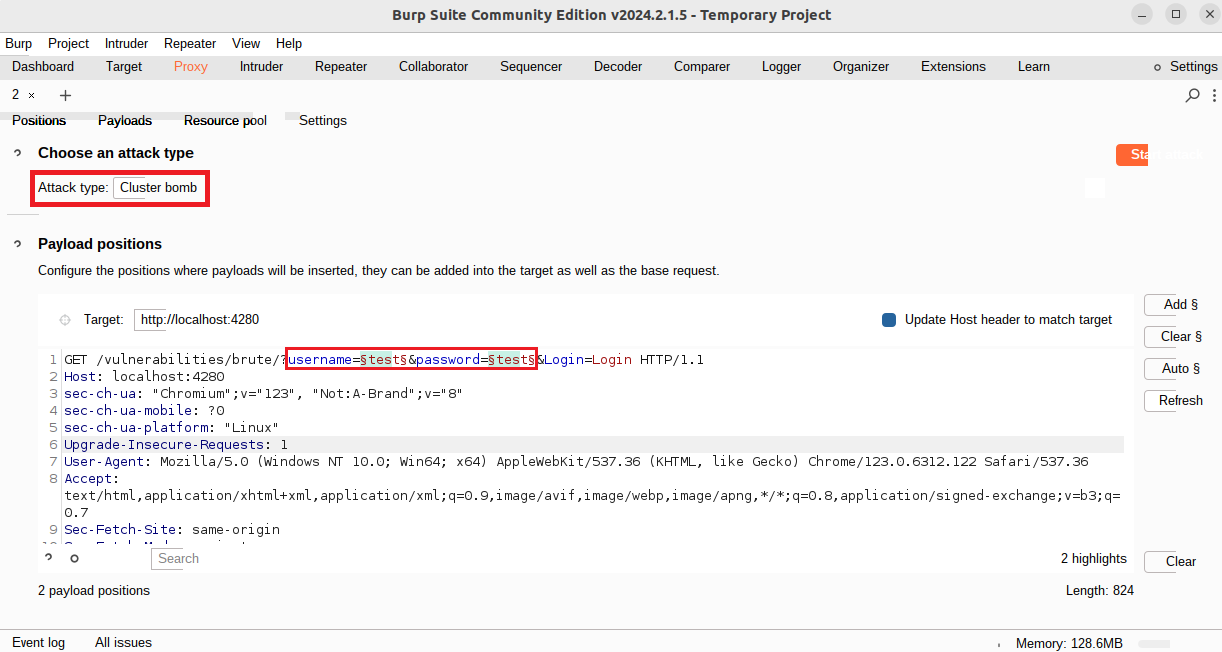 Burp Suite Community Edition v2024.2.1.5 - Temporary Project
Burp Project Intruder Repeater View Help
Dashboard Target Proxy Intruder Repeater Collaborator Sequencer Decoder Comparer Logger Organizer Extensions Learn Settings
2 × +
Positions Payloads Resource pool Settings
? Choose an attack type
Start attack
Attack type: Cluster bomb
? Payload positions
Configure the positions where payloads will be inserted, they can be added into the target as well as the base request.
Target: http://localhost:4280 Update Host header to match target
Add §
Clear §
Auto §
Refresh
1 GET /vulnerabilities/brute/?username=§test§&password=§test§&Login=Login HTTP/1.1
2 Host: localhost:4280
3 sec-ch-ua: "Chromium";v="123", "Not:A-Brand";v="8"
4 sec-ch-ua-mobile: ?0
5 sec-ch-ua-platform: "Linux"
6 Upgrade-Insecure-Requests: 1
7 User-Agent: Mozilla/5.0 (Windows NT 10.0; Win64; x64) AppleWebKit/537.36 (KHTML, like Gecko) Chrome/123.0.6312.122 Safari/537.36
8 Accept:
text/html,application/xhtml+xml,application/xml;q=0.9,image/avif,image/webp,image/apng,*/*;q=0.8,application/signed-exchange;v=b3;q=
0.7
9 Sec-Fetch-Site: same-origin
? Search 2 highlights Clear
2 payload positions Length: 824
Event log All issues Memory: 128.6MB